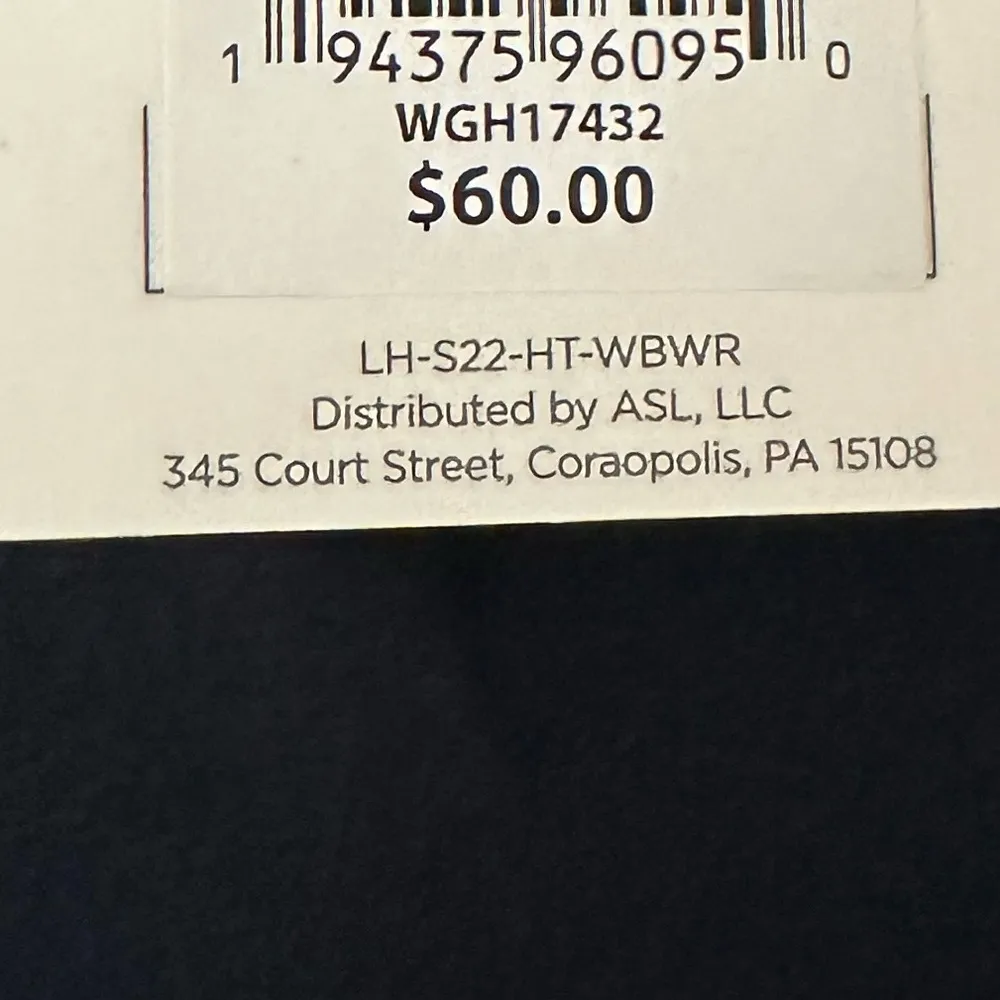 1 94375 96095 0
WGH17432
$60.00
LH-S22-HT-WBWR
Distributed by ASL, LLC
345 Court Street, Coraopolis, PA 15108